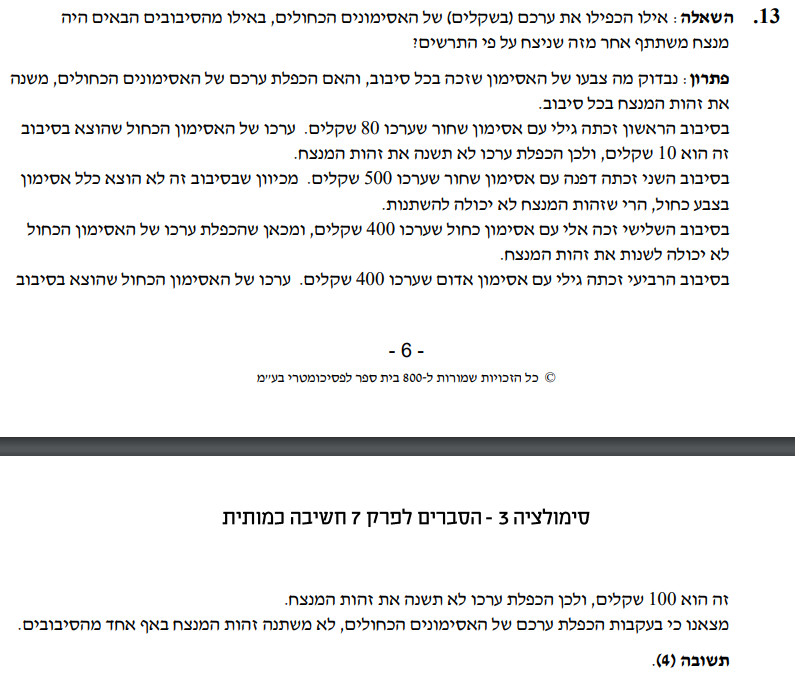 13. השאלה: אילו הכפילו את ערכם (בשקלים) של האסימונים הכחולים, באילו מהסיבובים הבאים היה
מנצח משתתף אחר מזה שניצח על פי התרשים?
פתרון: נבדוק מה צבעו של האסימון שזכה בכל סיבוב, והאם הכפלת ערכם של האסימונים הכחולים, משנה
את זהות המנצח בכל סיבוב.
בסיבוב הראשון זכתה גילי עם אסימון שחור שערכו 80 שקלים. ערכו של האסימון הכחול שהוצא בסיבוב
זה הוא 10 שקלים, ולכן הכפלת ערכו לא תשנה את זהות המנצח.
בסיבוב השני זכתה דפנה עם אסימון שחור שערכו 500 שקלים. מכיוון שבסיבוב זה לא הוצא כלל אסימון
בצבע כחול, הרי שזהות המנצח לא יכולה להשתנות.
בסיבוב השלישי זכה אלי עם אסימון כחול שערכו 400 שקלים, ומכאן שהכפלת ערכו של האסימון הכחול
לא יכולה לשנות את זהות המנצח.
בסיבוב הרביעי זכתה גילי עם אסימון אדום שערכו 400 שקלים. ערכו של האסימון הכחול שהוצא בסיבוב
- 6 -
© כל הזכויות שמורות ל-800 בית ספר לפסיכומטרי בע״מ
סימולציה 3 - הסברים לפרק 7 חשיבה כמותית
זה הוא 100 שקלים, ולכן הכפלת ערכו לא תשנה את זהות המנצח.
מצאנו כי בעקבות הכפלת ערכם של האסימונים הכחולים, לא משתנה זהות המנצח באף אחד מהסיבובים.
תשובה (4).